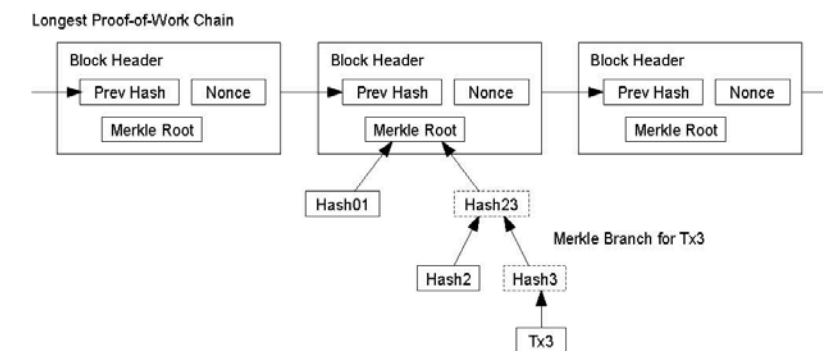 Longest Proof-of-Work Chain
Block Header
Prev Hash
Nonce
Merkle Root
Block Header
Prev Hash
Nonce
Merkle Root
Block Header
Prev Hash
Nonce
Merkle Root
Hash01
Hash23
Merkle Branch for Tx3
Hash2
Hash3
Tx3